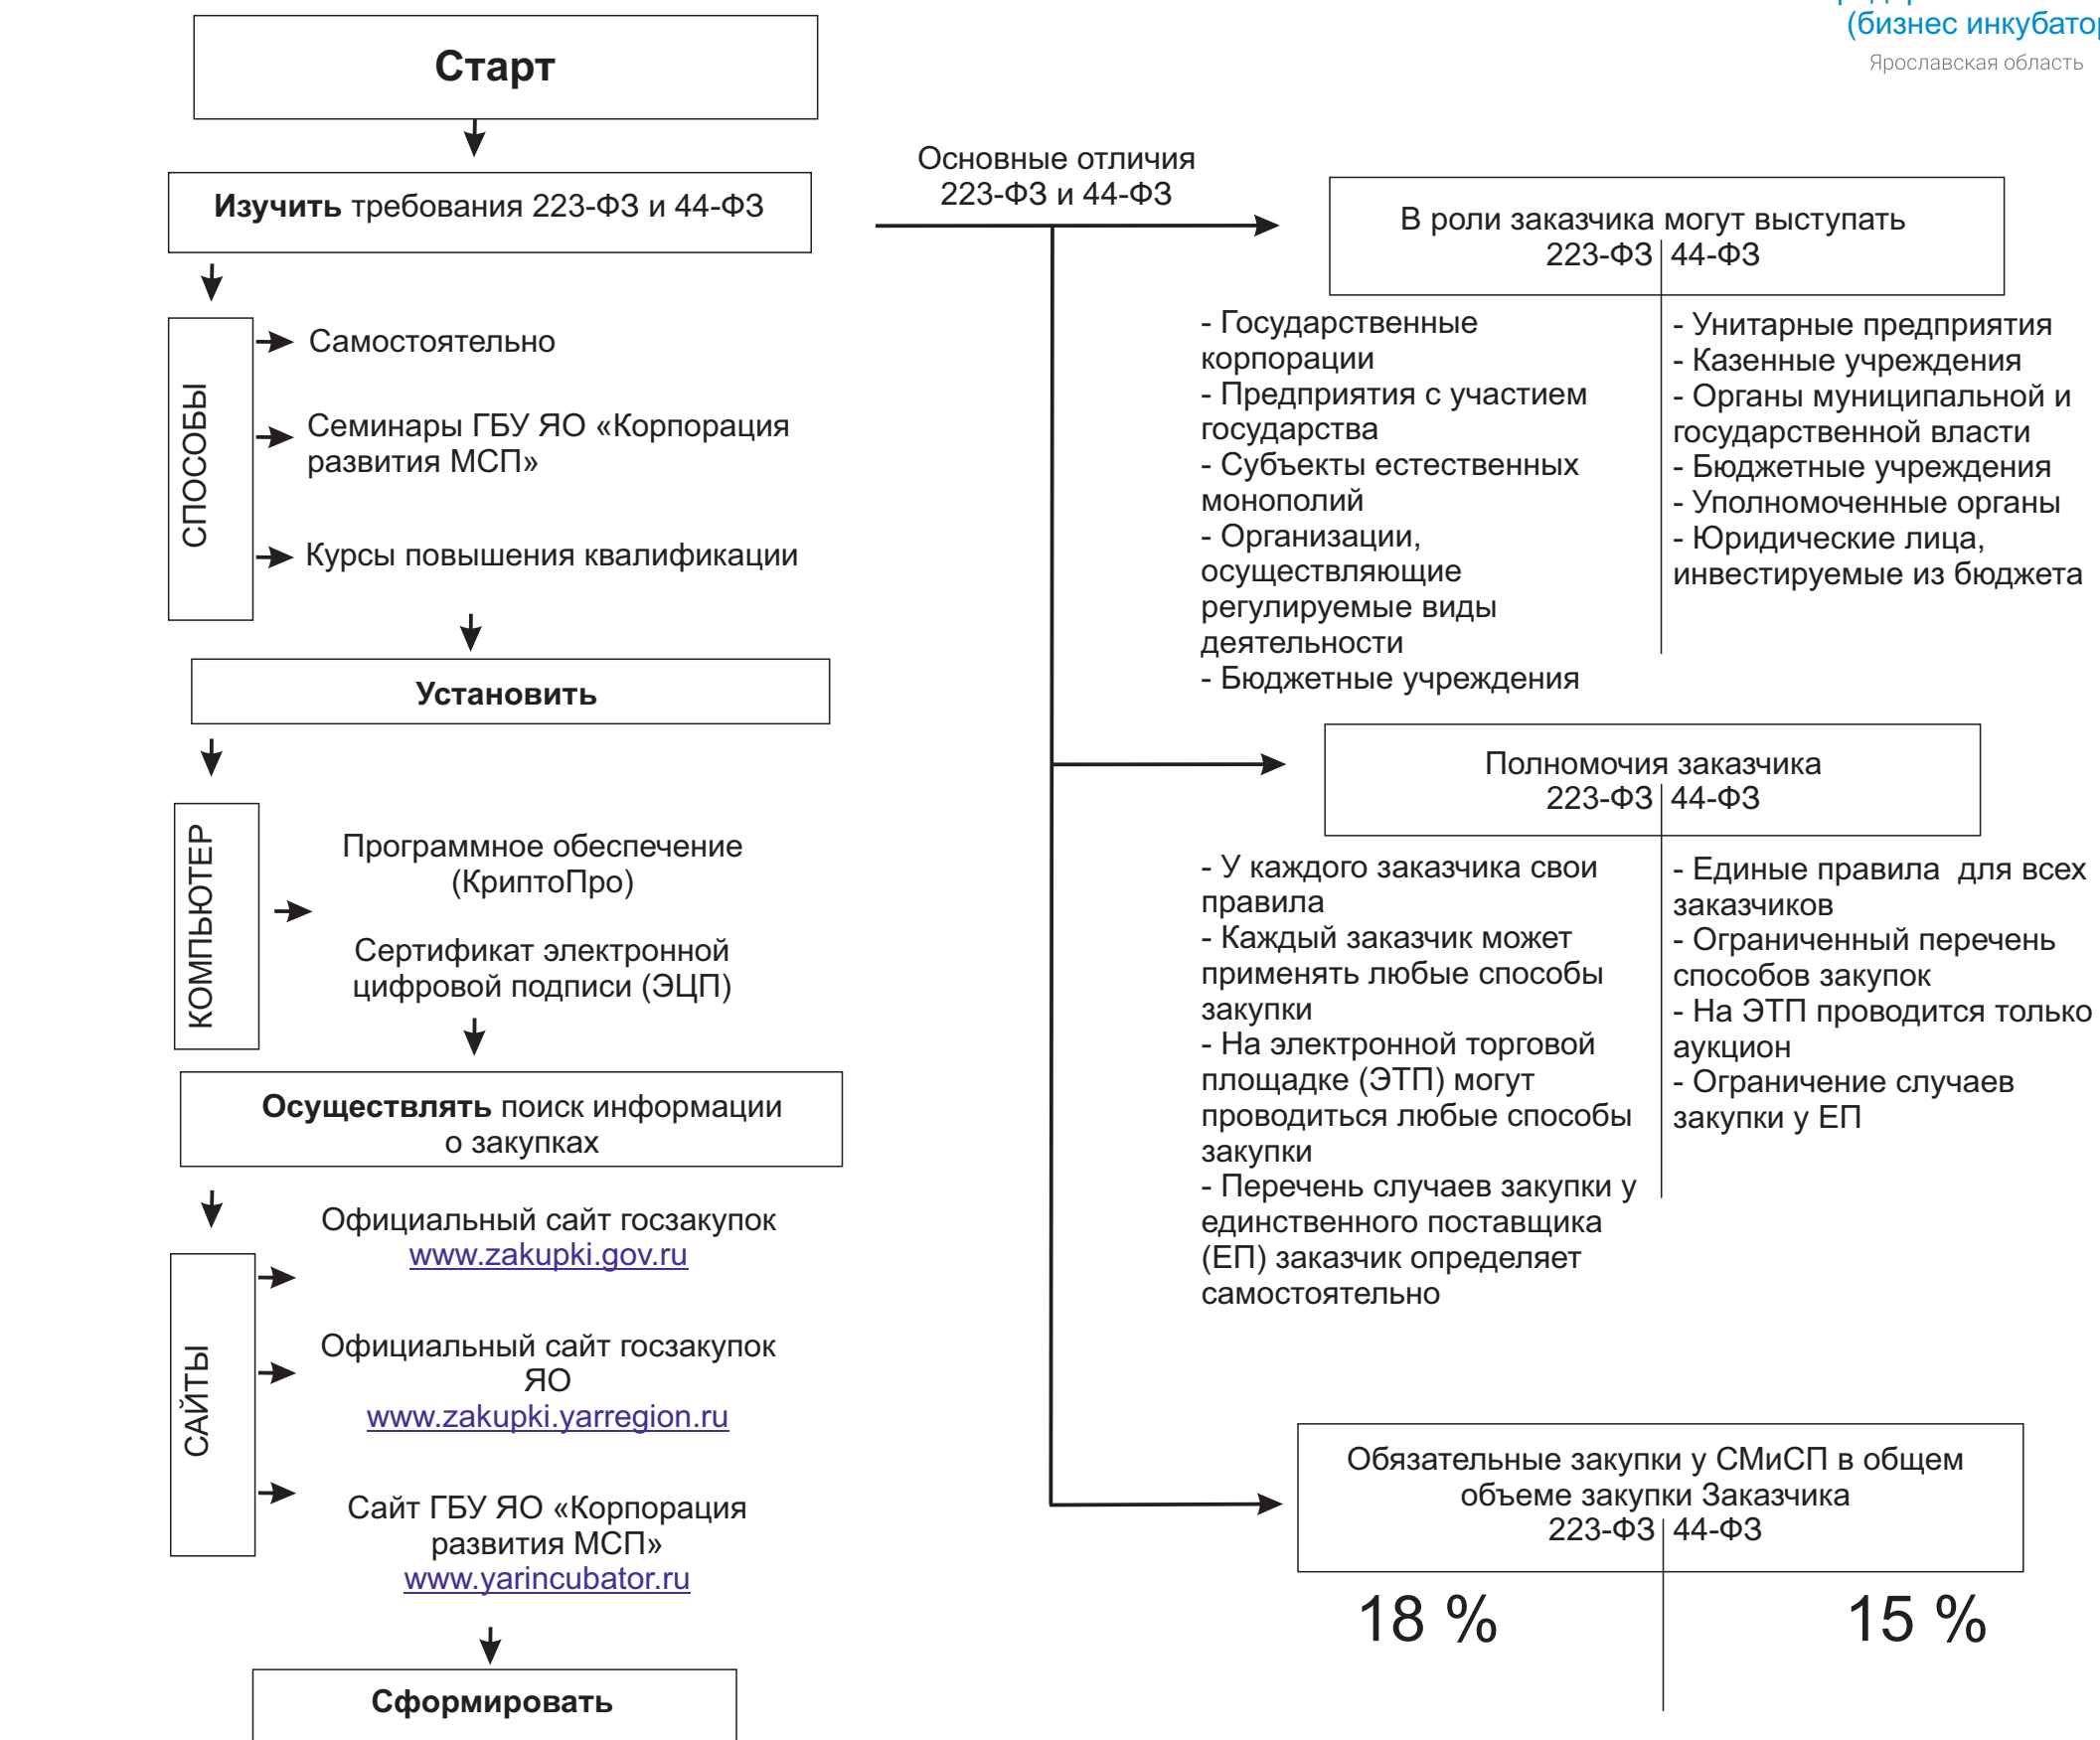 (бизнес инкубатор
Ярославская область
Старт
Изучить требования 223-ФЗ и 44-ФЗ
СПОСОБЫ
Самостоятельно
Семинары ГБУ ЯО «Корпорация
развития МСП»
Курсы повышения квалификации
Установить
КОМПЬЮТЕР
Программное обеспечение
(КриптоПро)
Сертификат электронной
цифровой подписи (ЭЦП)
Осуществлять поиск информации
о закупках
САЙТЫ
Официальный сайт госзакупок
www.zakupki.gov.ru
Официальный сайт госзакупок
ЯО
www.zakupki.yarregion.ru
Сайт ГБУ ЯО «Корпорация
развития МСП»
www.yarincubator.ru
Сформировать
Основные отличия
223-ФЗ и 44-ФЗ
В роли заказчика могут выступать
223-ФЗ 44-ФЗ
- Государственные
корпорации
- Предприятия с участием
государства
- Субъекты естественных
монополий
- Организации,
осуществляющие
регулируемые виды
деятельности
- Бюджетные учреждения
- Унитарные предприятия
- Казенные учреждения
- Органы муниципальной и
государственной власти
- Бюджетные учреждения
- Уполномоченные органы
- Юридические лица,
инвестируемые из бюджета
Полномочия заказчика
223-ФЗ 44-ФЗ
- У каждого заказчика свои
правила
- Каждый заказчик может
применять любые способы
закупки
- На электронной торговой
площадке (ЭТП) могут
проводиться любые способы
закупки
- Перечень случаев закупки у
единственного поставщика
(ЕП) заказчик определяет
самостоятельно
- Единые правила для всех
заказчиков
- Ограниченный перечень
способов закупок
- На ЭТП проводится только
аукцион
- Ограничение случаев
закупки у ЕП
Обязательные закупки у СМиСП в общем
объеме закупки Заказчика
223-ФЗ 44-ФЗ
18 % 15 %